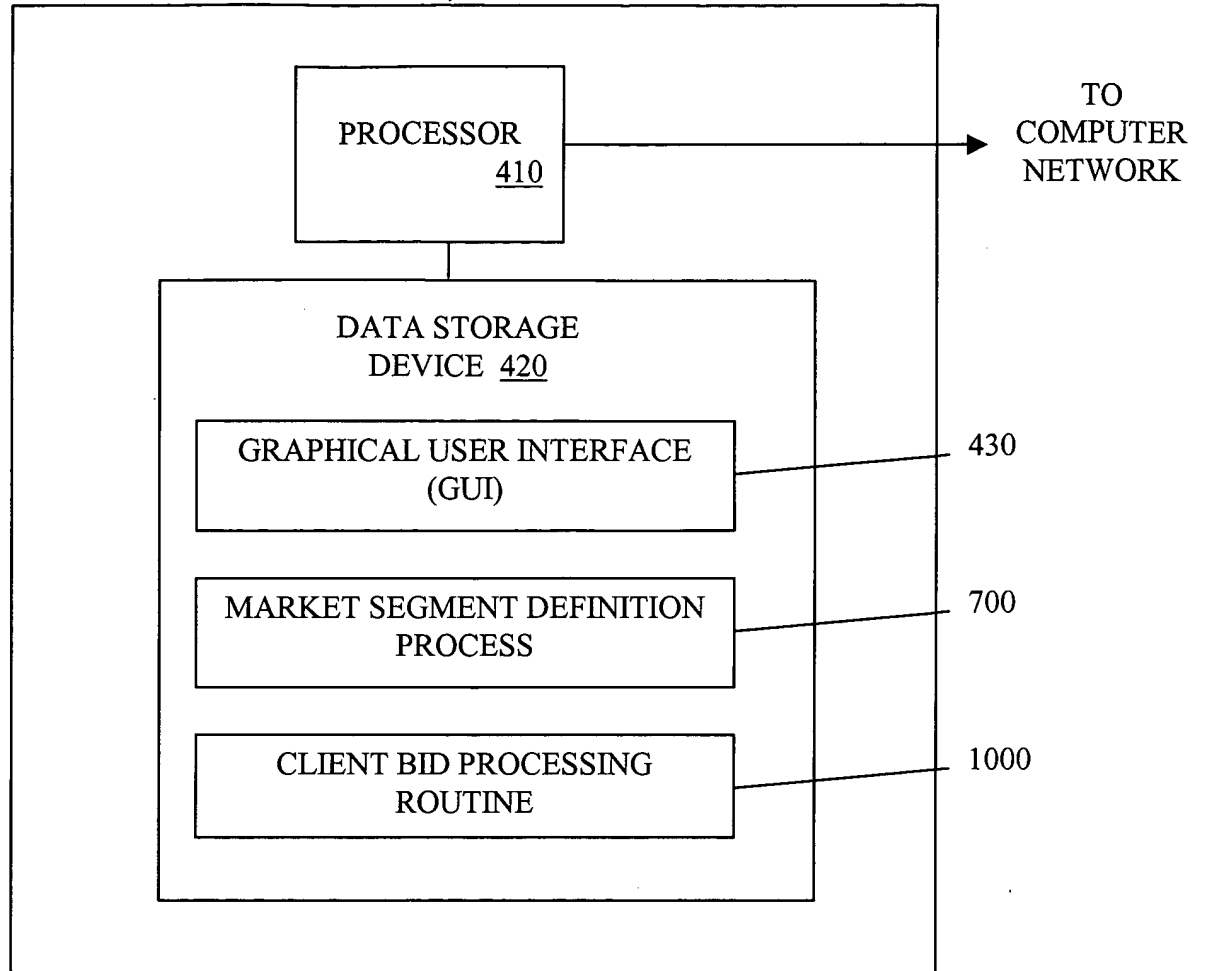 PROCESSOR
410
TO
COMPUTER
NETWORK
DATA STORAGE
DEVICE 420
GRAPHICAL USER INTERFACE
(GUI)
430
MARKET SEGMENT DEFINITION
PROCESS
700
CLIENT BID PROCESSING
ROUTINE
1000